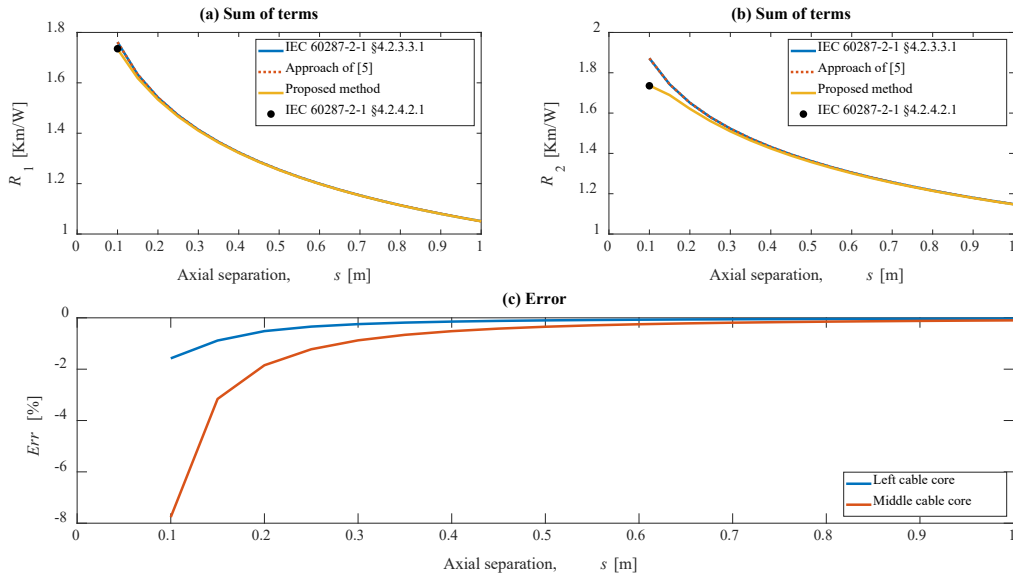 (a) Sum of terms
1.8
1.6
1.4
1.2
1
R 1 [Km/W]
IEC 60287-2-1 §4.2.3.3.1
Approach of [5]
Proposed method
IEC 60287-2-1 §4.2.4.2.1
0 0.1 0.2 0.3 0.4 0.5 0.6 0.7 0.8 0.9 1
Axial separation, s [m]
(b) Sum of terms
2
1.8
1.6
1.4
1.2
1
R 2 [Km/W]
IEC 60287-2-1 §4.2.3.3.1
Approach of [5]
Proposed method
IEC 60287-2-1 §4.2.4.2.1
0 0.1 0.2 0.3 0.4 0.5 0.6 0.7 0.8 0.9 1
Axial separation, s [m]
(c) Error
0
-2
-4
-6
-8
Err [%]
Left cable core
Middle cable core
0 0.1 0.2 0.3 0.4 0.5 0.6 0.7 0.8 0.9 1
Axial separation, s [m]